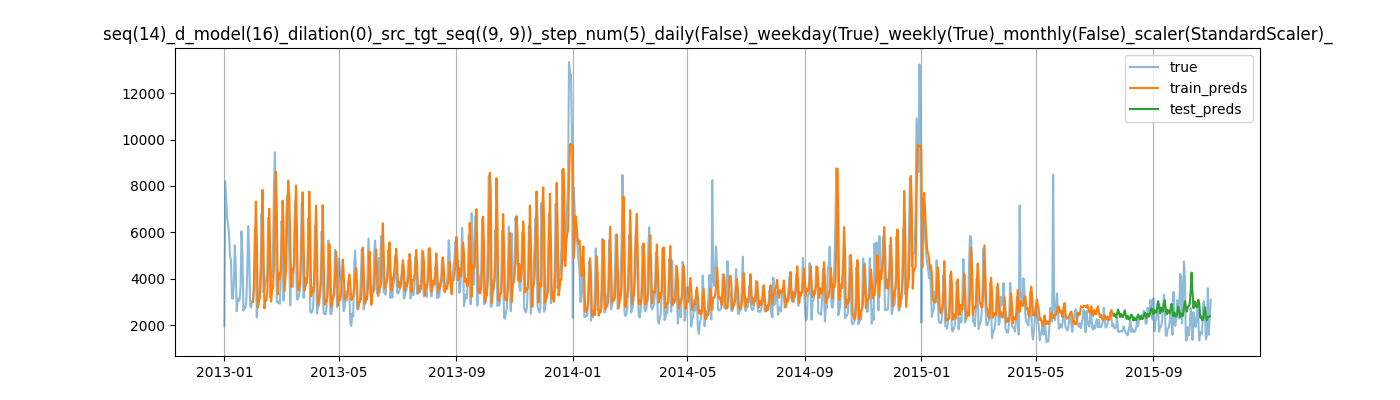 seq(14)_d_model(16)_dilation(0)_src_tgt_seq((9, 9))_step_num(5)_daily(False)_weekday(True)_weekly(True)_monthly(False)_scaler(StandardScaler)_
true
train_preds
test_preds
12000
10000
8000
6000
4000
2000
2013-01 2013-05 2013-09 2014-01 2014-05 2014-09 2015-01 2015-05 2015-09